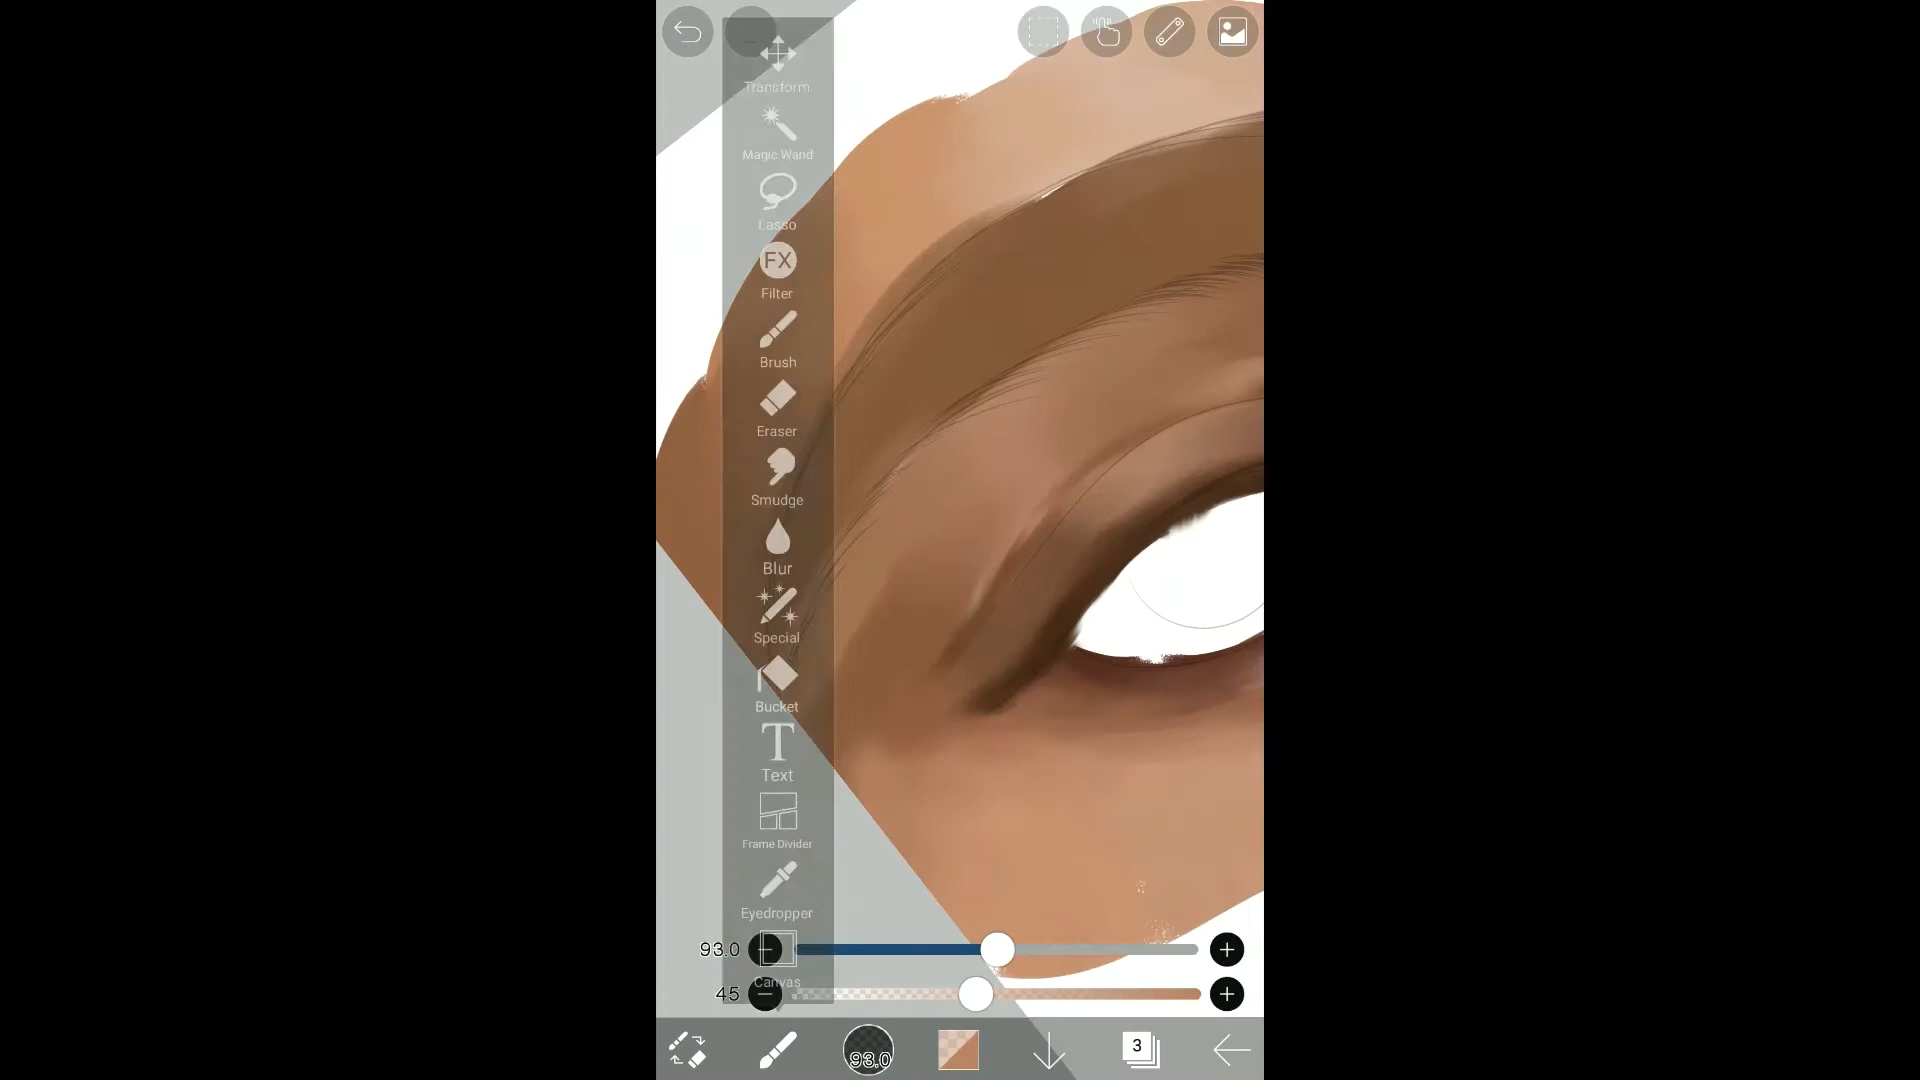 Transform
Magic Wand
Lasso
FX
Filter
Brush
Eraser
Smudge
Blur
Special
Bucket
T
Text
Frame Divider
Eyedropper
93.0
Canvas
45
93.0
3